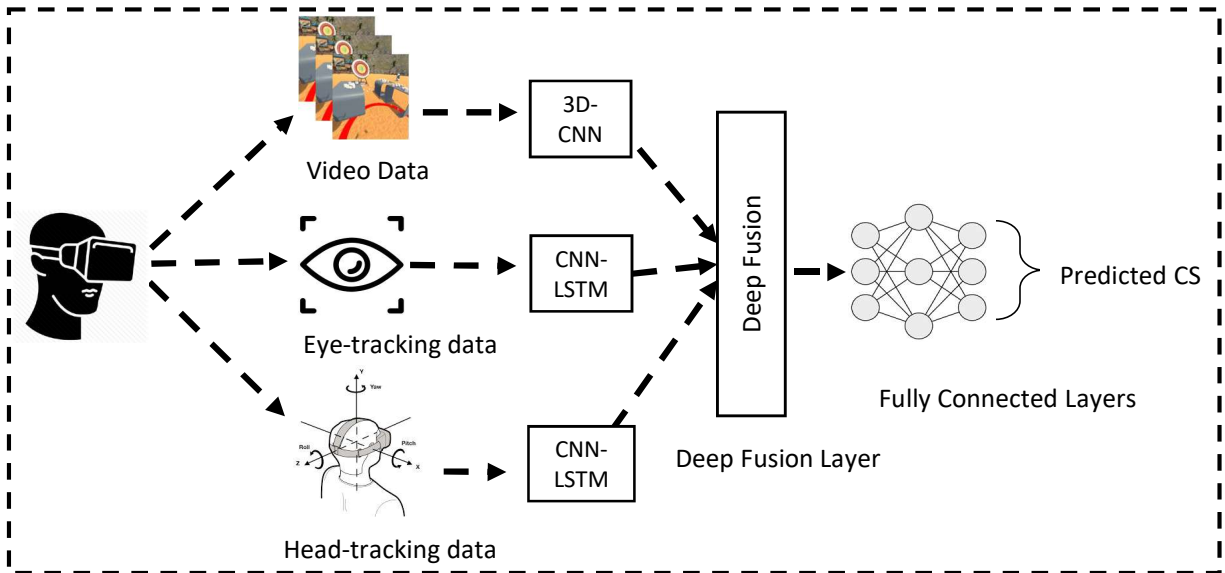 Video Data
3D-
CNN
Eye-tracking data
CNN-
LSTM
Y
Yaw
Roll
Z
Pitch
X
Head-tracking data
CNN-
LSTM
Deep Fusion
Deep Fusion Layer
Predicted CS
Fully Connected Layers